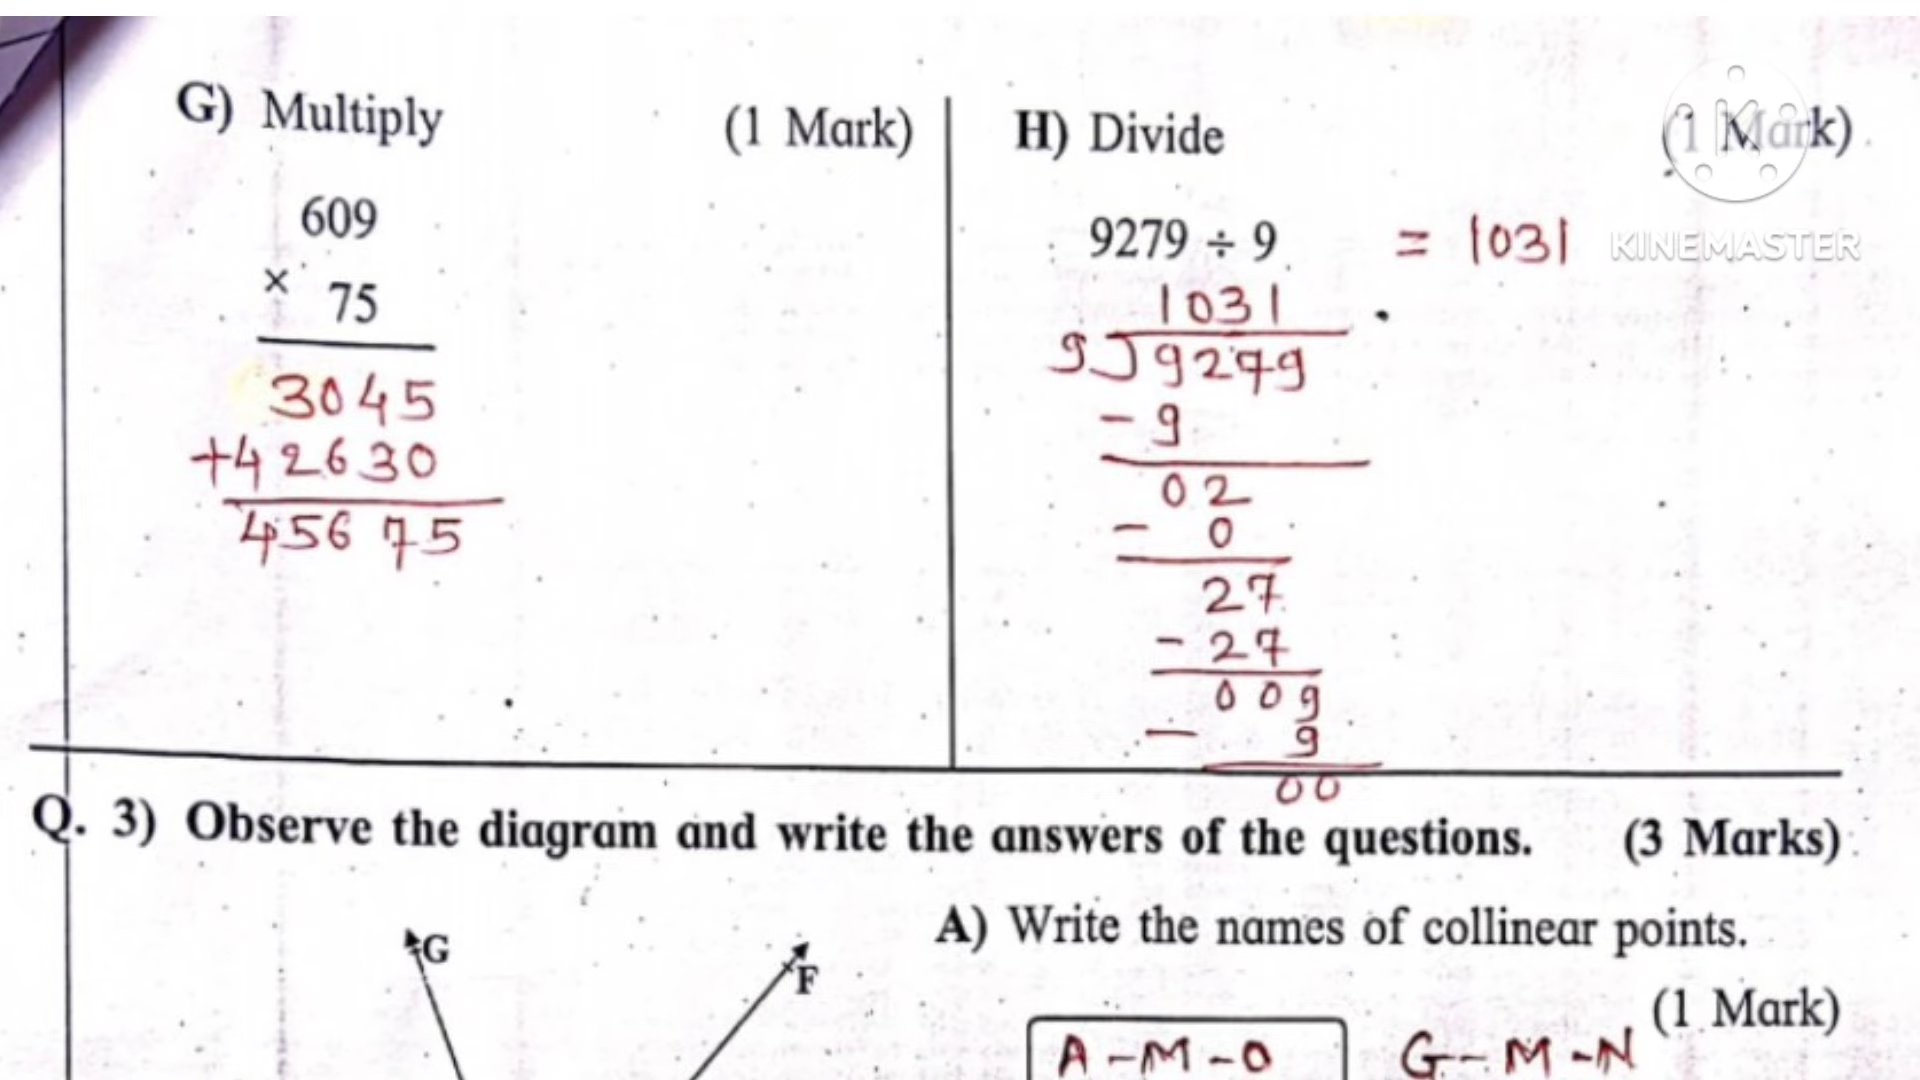 G) Multiply (1 Mark)
609
× 75
3045
+42630
45675
H) Divide (1 Mark)
9279 ÷ 9 = 1031
KINEMASTER
1031
9 9279
- 9
02
- 0
27
- 27
009
- 9
00
Q. 3) Observe the diagram and write the answers of the questions. (3 Marks)
G
F
A) Write the names of collinear points.
(1 Mark)
A-M-O G-M-N